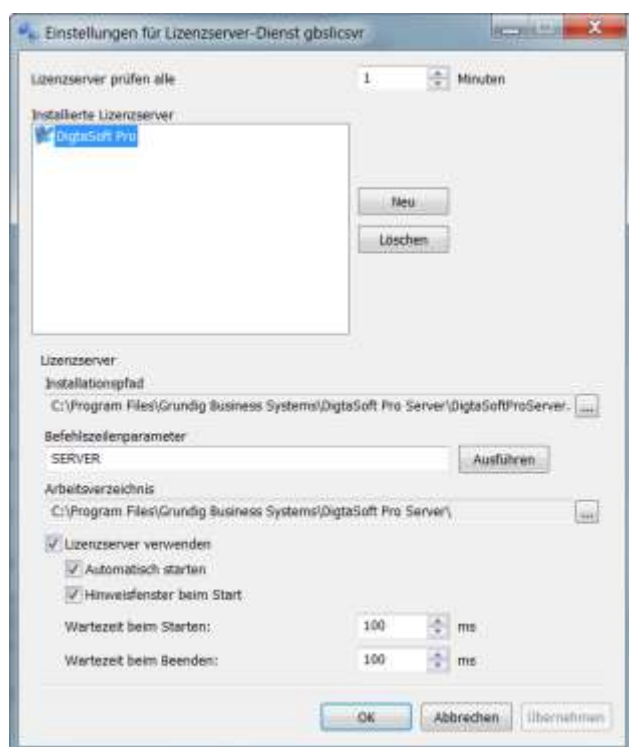 Einstellungen für Lizenzserver-Dienst gbslicsvr
Lizenzserver prüfen alle 1 Minuten
Installierte Lizenzserver
DigtaSoft Pro
Neu
Löschen
Lizenzserver
Installationspfad
C:\Program Files\Grundig Business Systems\DigtaSoft Pro Server\DigtaSoftProServer. ...
Befehlszeilenparameter
SERVER Ausführen
Arbeitsverzeichnis
C:\Program Files\Grundig Business Systems\DigtaSoft Pro Server\ ...
Lizenzserver verwenden
Automatisch starten
Hinweisfenster beim Start
Wartezeit beim Starten: 100 ms
Wartezeit beim Beenden: 100 ms
OK Abbrechen Übernehmen